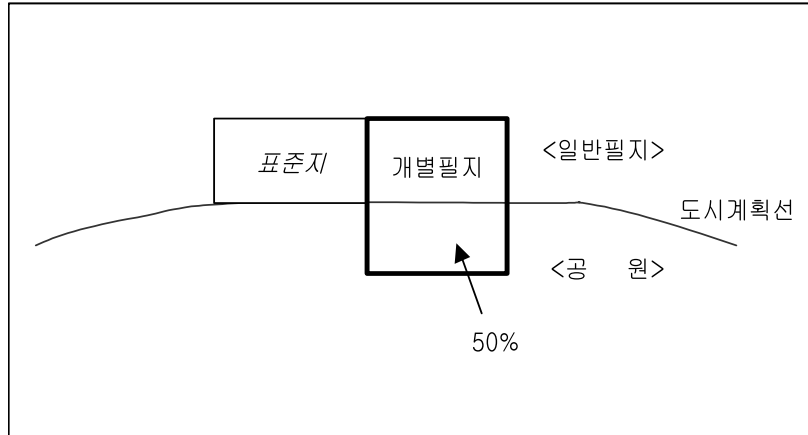 표준지
개별필지
<일반필지>
도시계획선
<공 원>
50%